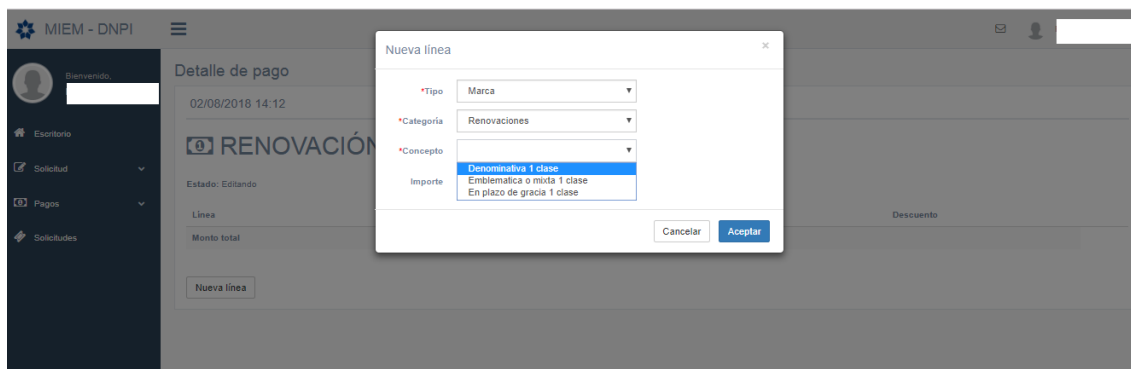 MIEM - DNPI
Bienvenido,
Escritorio
Solicitud
Pagos
Solicitudes
Detalle de pago
02/08/2018 14:12
RENOVACIÓN
Estado: Editando
Línea
Descuento
Monto total
Nueva línea
Nueva línea
×
*Tipo Marca
*Categoría Renovaciones
*Concepto
Denominativa 1 clase
Emblematica o mixta 1 clase
En plazo de gracia 1 clase
Importe
Cancelar Aceptar